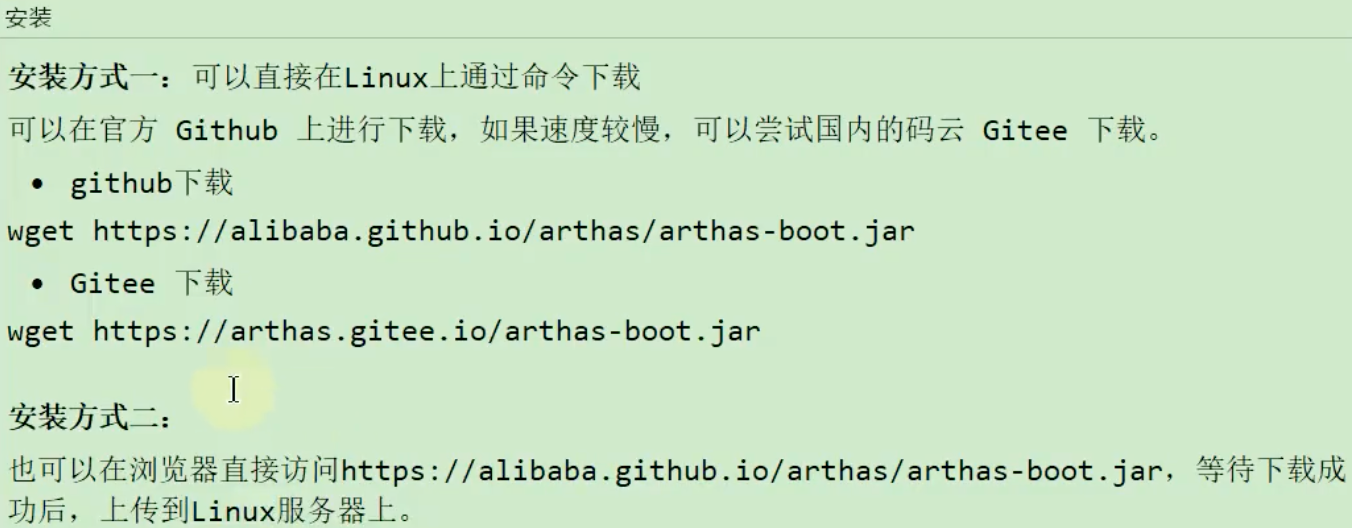 安装
安装方式一：可以直接在Linux上通过命令下载
可以在官方 Github 上进行下载，如果速度较慢，可以尝试国内的码云 Gitee 下载。
• github下载
wget https://alibaba.github.io/arthas/arthas-boot.jar
• Gitee 下载
wget https://arthas.gitee.io/arthas-boot.jar
安装方式二：
也可以在浏览器直接访问https://alibaba.github.io/arthas/arthas-boot.jar，等待下载成
功后，上传到Linux服务器上。